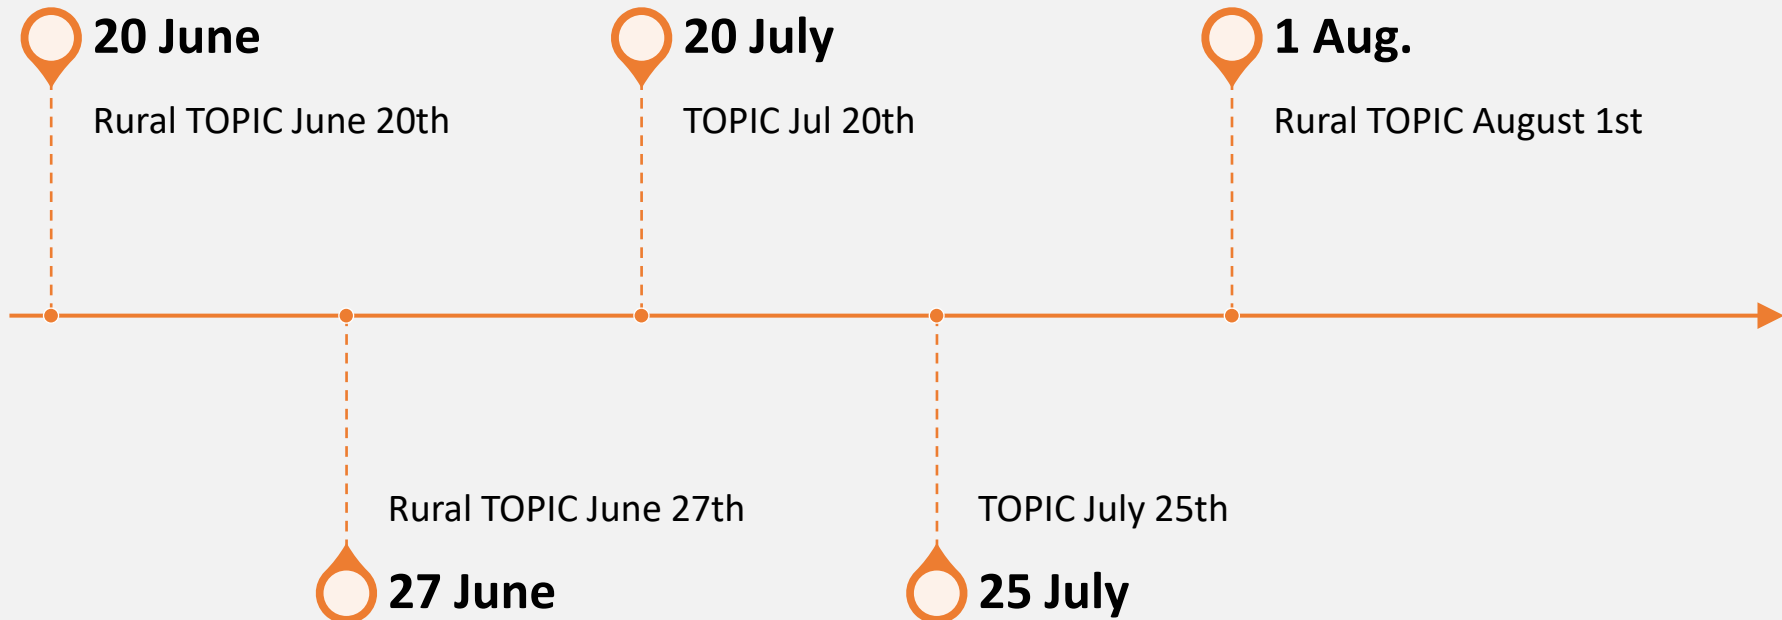 20 June
Rural TOPIC June 20th
20 July
TOPIC Jul 20th
1 Aug.
Rural TOPIC August 1st
Rural TOPIC June 27th
27 June
TOPIC July 25th
25 July